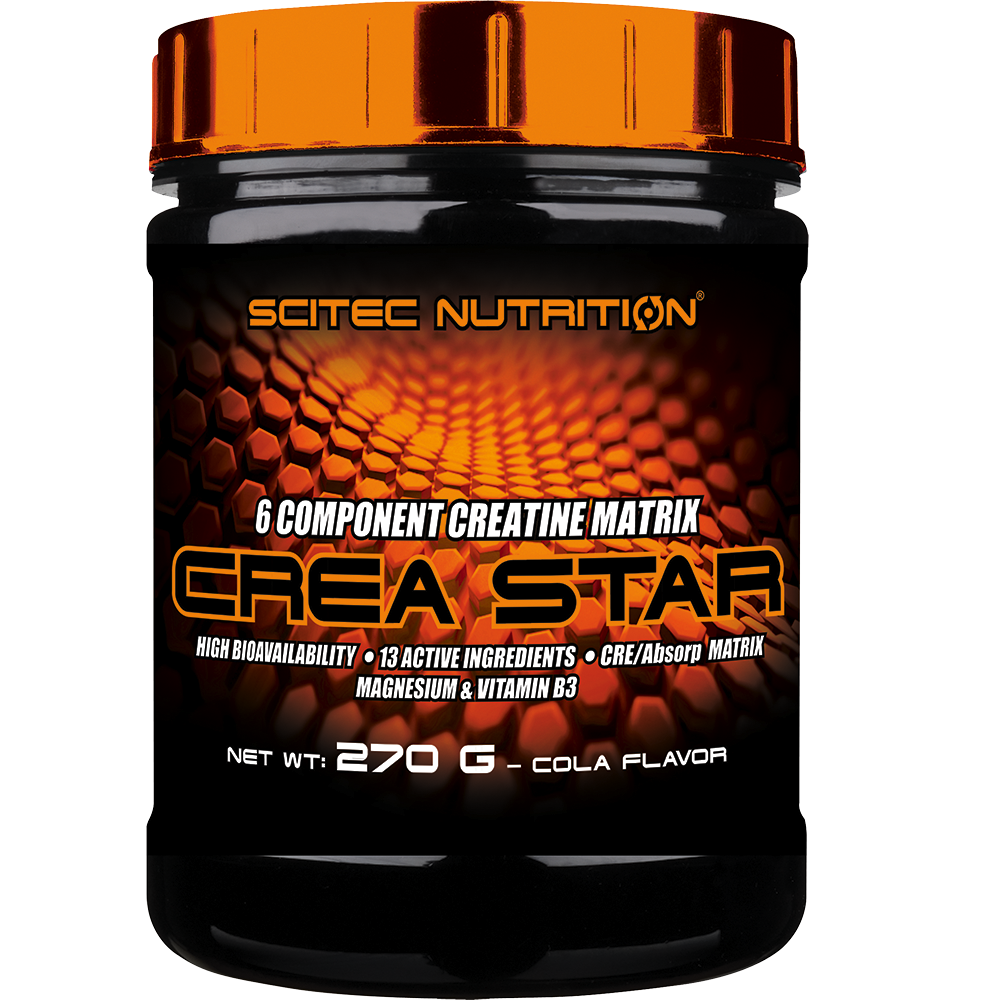 SCITEC NUTRITION®
6 COMPONENT CREATINE MATRIX
CREA STAR
HIGH BIOAVAILABILITY • 13 ACTIVE INGREDIENTS • CRE/Absorp MATRIX
MAGNESIUM & VITAMIN B3
NET WT: 270 G – COLA FLAVOR